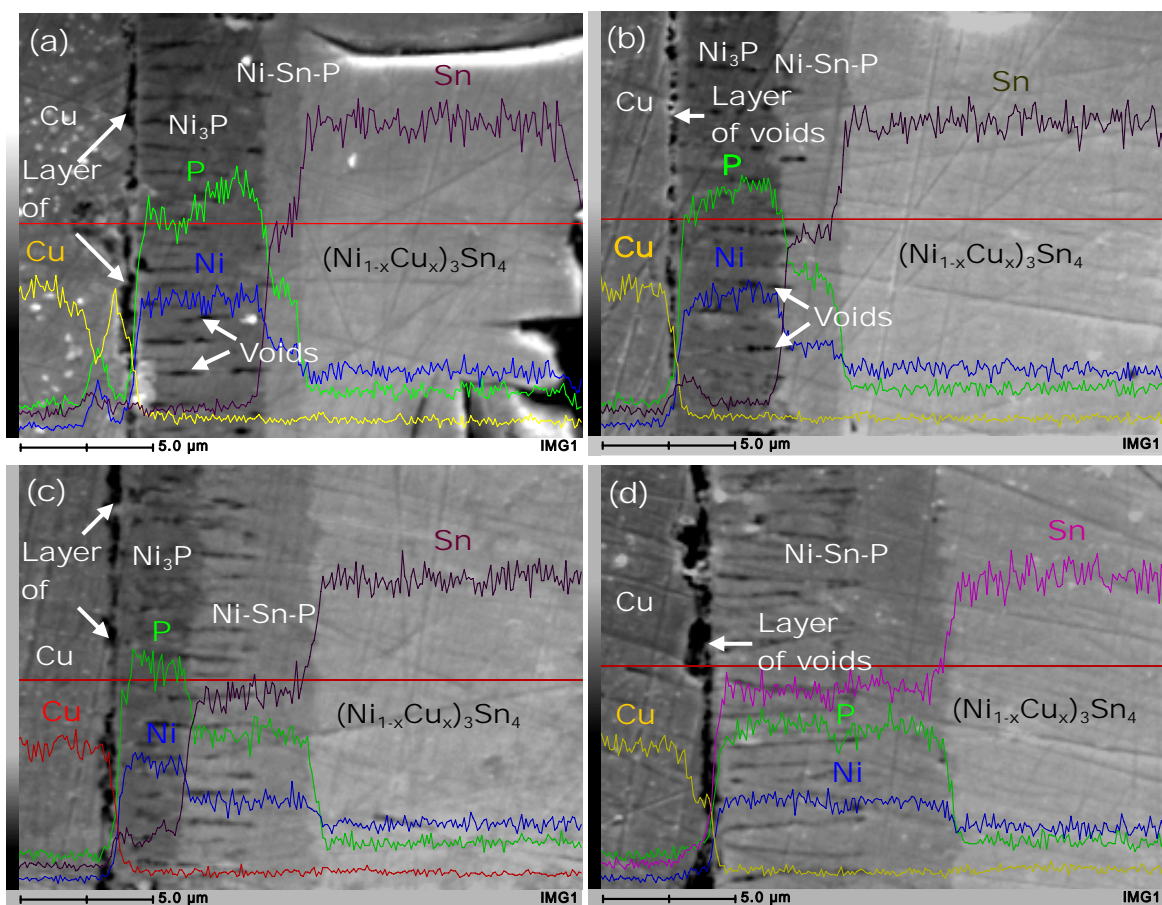 (a)
Ni-Sn-P
Sn
Cu
Ni₃P
Layer
of
P
Cu
Ni
(Ni₁₋ₓCuₓ)₃Sn₄
Voids
5.0 µm
IMG1
(b)
Ni₃P
Ni-Sn-P
Cu
Layer
of voids
Sn
P
Cu
Ni
(Ni₁₋ₓCuₓ)₃Sn₄
Voids
5.0 µm
IMG1
(c)
Layer
of
Ni₃P
Sn
Ni-Sn-P
P
Cu
Cu
Ni
(Ni₁₋ₓCuₓ)₃Sn₄
5.0 µm
IMG1
(d)
Sn
Ni-Sn-P
Cu
Layer
of voids
Cu
P
(Ni₁₋ₓCuₓ)₃Sn₄
Ni
5.0 µm
IMG1